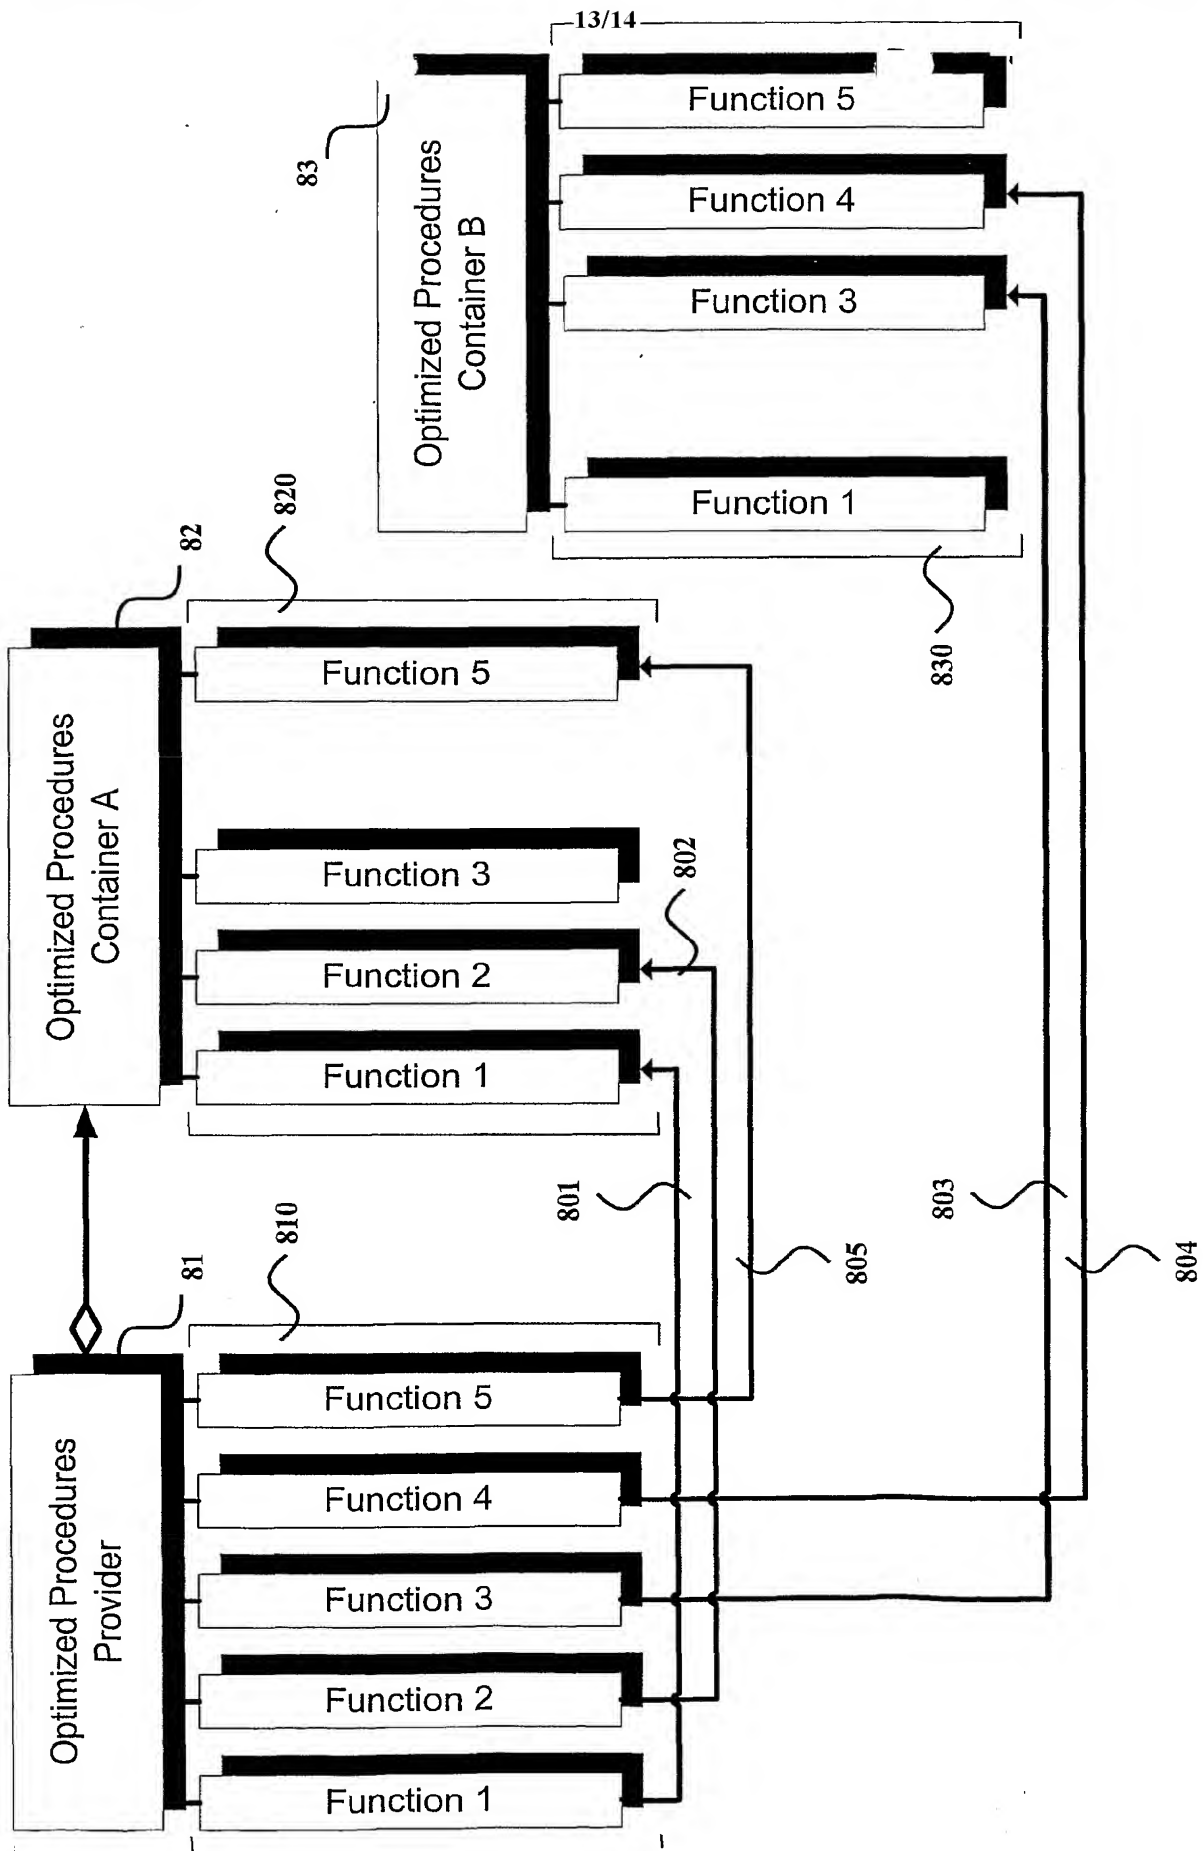 13/14
83
Optimized Procedures
Container B
Function 5
Function 4
Function 3
Function 1
830
82
820
Optimized Procedures
Container A
Function 5
Function 3
Function 2
Function 1
802
801
805
803
804
81
810
Optimized Procedures
Provider
Function 5
Function 4
Function 3
Function 2
Function 1